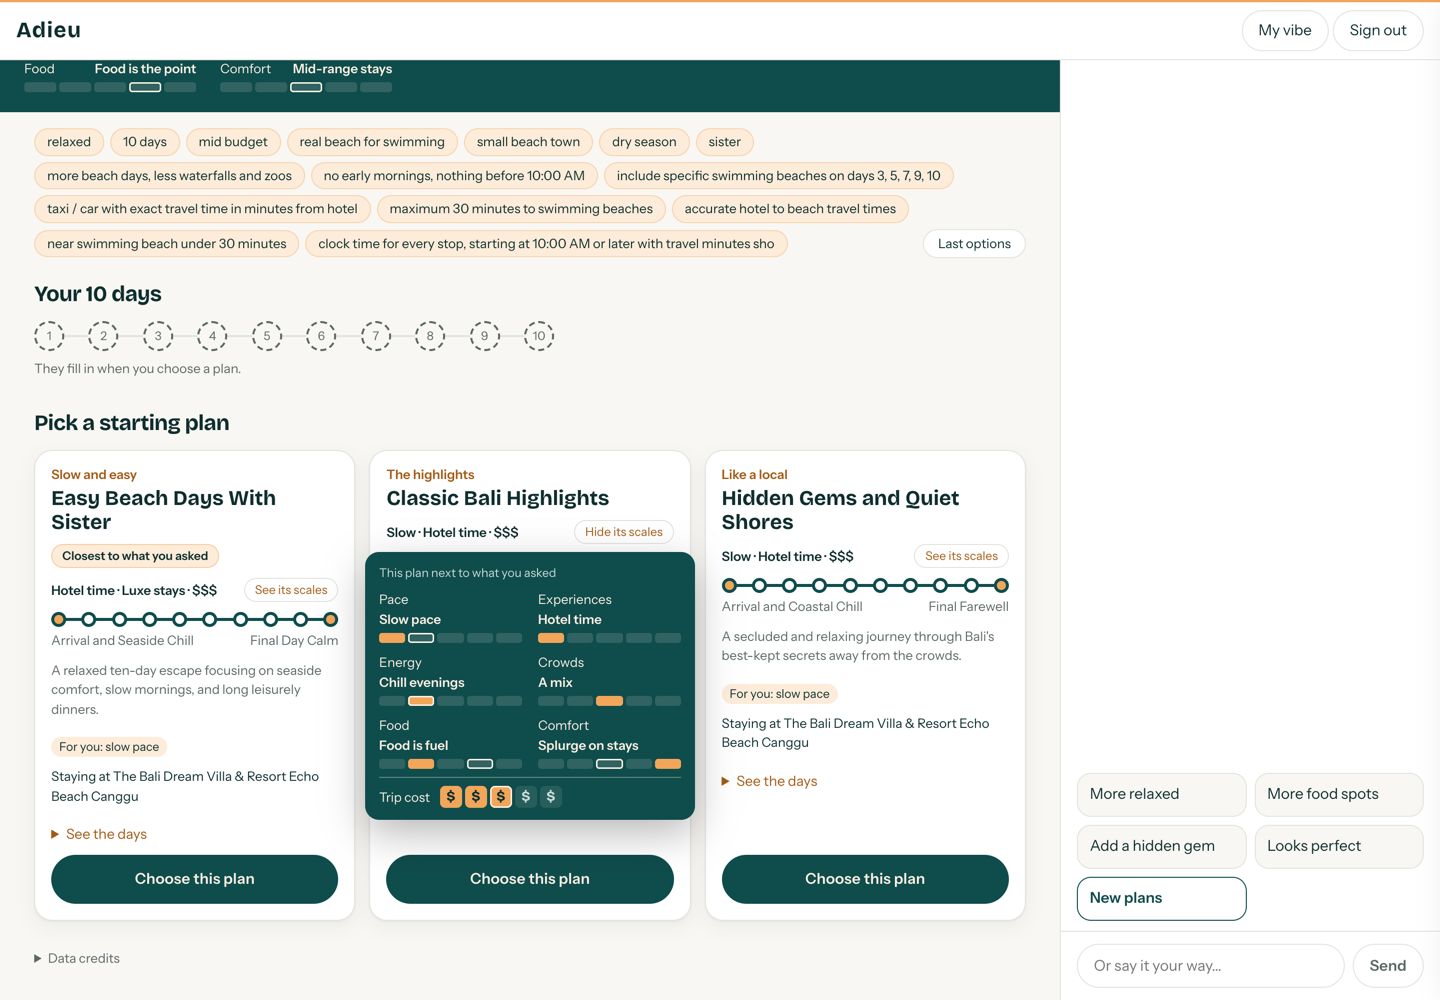 Adieu
My vibe
Sign out
Food
Food is the point
Comfort
Mid-range stays
relaxed
10 days
mid budget
real beach for swimming
small beach town
dry season
sister
more beach days, less waterfalls and zoos
no early mornings, nothing before 10:00 AM
include specific swimming beaches on days 3, 5, 7, 9, 10
taxi / car with exact travel time in minutes from hotel
maximum 30 minutes to swimming beaches
accurate hotel to beach travel times
near swimming beach under 30 minutes
clock time for every stop, starting at 10:00 AM or later with travel minutes sho
Last options
Your 10 days
1 2 3 4 5 6 7 8 9 10
They fill in when you choose a plan.
Pick a starting plan
Slow and easy
Easy Beach Days With
Sister
Closest to what you asked
Hotel time · Luxe stays · $$$
See its scales
Arrival and Seaside Chill
Final Day Calm
A relaxed ten-day escape focusing on seaside
comfort, slow mornings, and long leisurely
dinners.
For you: slow pace
Staying at The Bali Dream Villa & Resort Echo
Beach Canggu
See the days
Choose this plan
The highlights
Classic Bali Highlights
Slow · Hotel time · $$$
Hide its scales
This plan next to what you asked
Pace
Slow pace
Experiences
Hotel time
Energy
Chill evenings
Crowds
A mix
Food
Food is fuel
Comfort
Splurge on stays
Trip cost
$ $ $ $ $
Choose this plan
Like a local
Hidden Gems and Quiet
Shores
Slow · Hotel time · $$$
See its scales
Arrival and Coastal Chill
Final Farewell
A secluded and relaxing journey through Bali's
best-kept secrets away from the crowds.
For you: slow pace
Staying at The Bali Dream Villa & Resort Echo
Beach Canggu
See the days
Choose this plan
Data credits
More relaxed
More food spots
Add a hidden gem
Looks perfect
New plans
Or say it your way...
Send